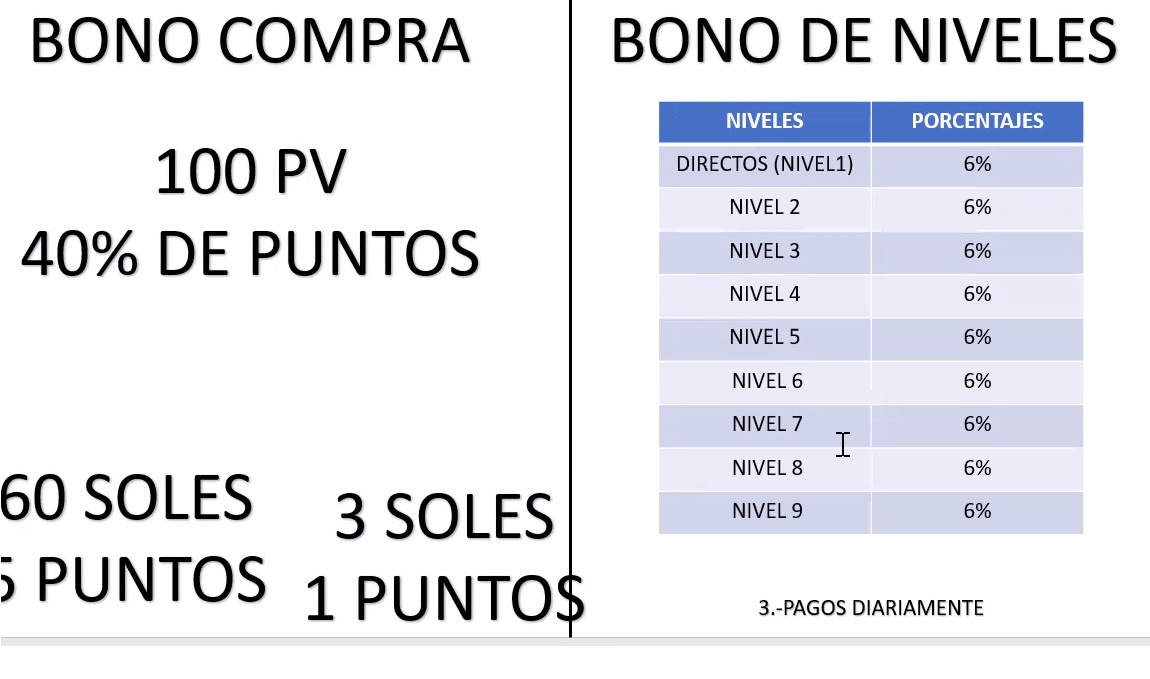 BONO COMPRA
100 PV
40% DE PUNTOS
60 SOLES
5 PUNTOS
3 SOLES
1 PUNTOS
BONO DE NIVELES
NIVELES PORCENTAJES
DIRECTOS (NIVEL1) 6%
NIVEL 2 6%
NIVEL 3 6%
NIVEL 4 6%
NIVEL 5 6%
NIVEL 6 6%
NIVEL 7 6%
NIVEL 8 6%
NIVEL 9 6%
3.-PAGOS DIARIAMENTE